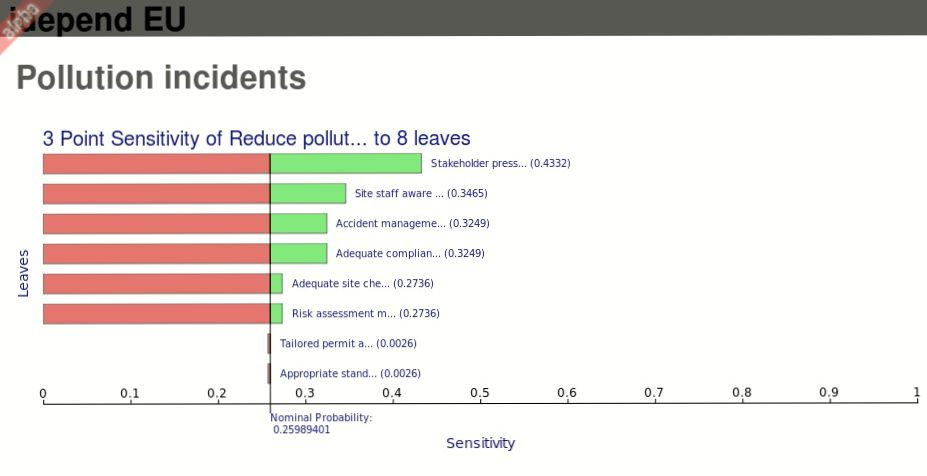 alpha
idepend EU
Pollution incidents
3 Point Sensitivity of Reduce pollut... to 8 leaves
Stakeholder press... (0.4332)
Site staff aware ... (0.3465)
Accident manageme... (0.3249)
Adequate complian... (0.3249)
Adequate site che... (0.2736)
Risk assessment m... (0.2736)
Tailored permit a... (0.0026)
Appropriate stand... (0.0026)
Leaves
0 0.1 0.2 0.3 0.4 0.5 0.6 0.7 0.8 0.9 1
Nominal Probability:
0.25989401
Sensitivity